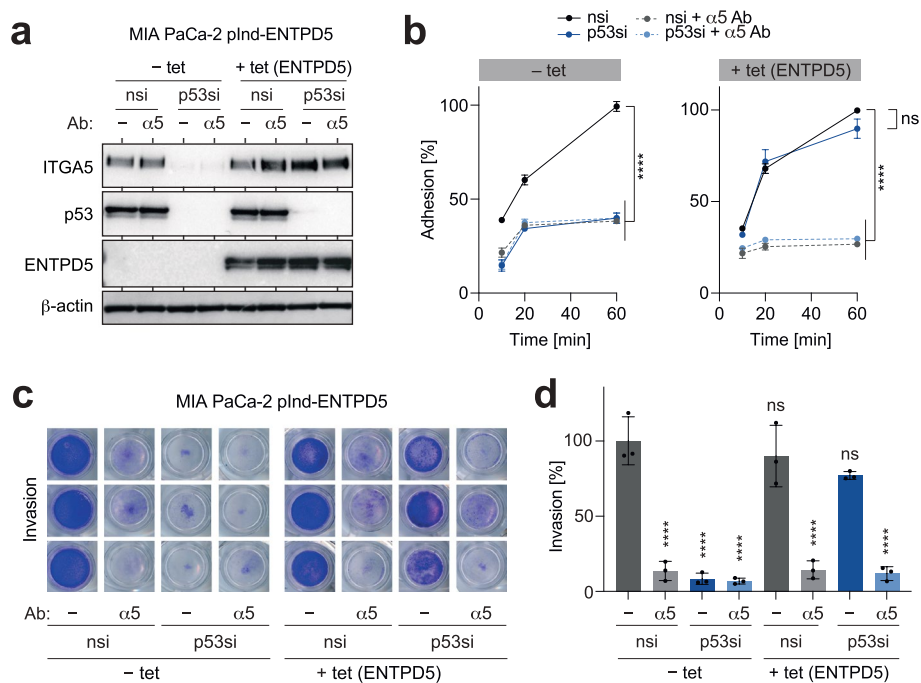 a
MIA PaCa-2 pInd-ENTPD5
– tet + tet (ENTPD5)
nsi p53si nsi p53si
Ab: – α5 – α5 – α5 – α5
ITGA5
p53
ENTPD5
β-actin
b
nsi nsi + α5 Ab
p53si p53si + α5 Ab
– tet
100
50
0
Adhesion [%]
****
0 20 40 60
Time [min]
+ tet (ENTPD5)
100
50
0
ns
****
0 20 40 60
Time [min]
c
MIA PaCa-2 pInd-ENTPD5
Invasion
Ab: – α5 – α5 – α5 – α5
nsi p53si nsi p53si
– tet + tet (ENTPD5)
d
Invasion [%]
100
50
0
**** **** **** ns **** ns ****
– α5 – α5 – α5 – α5
nsi p53si nsi p53si
– tet + tet (ENTPD5)